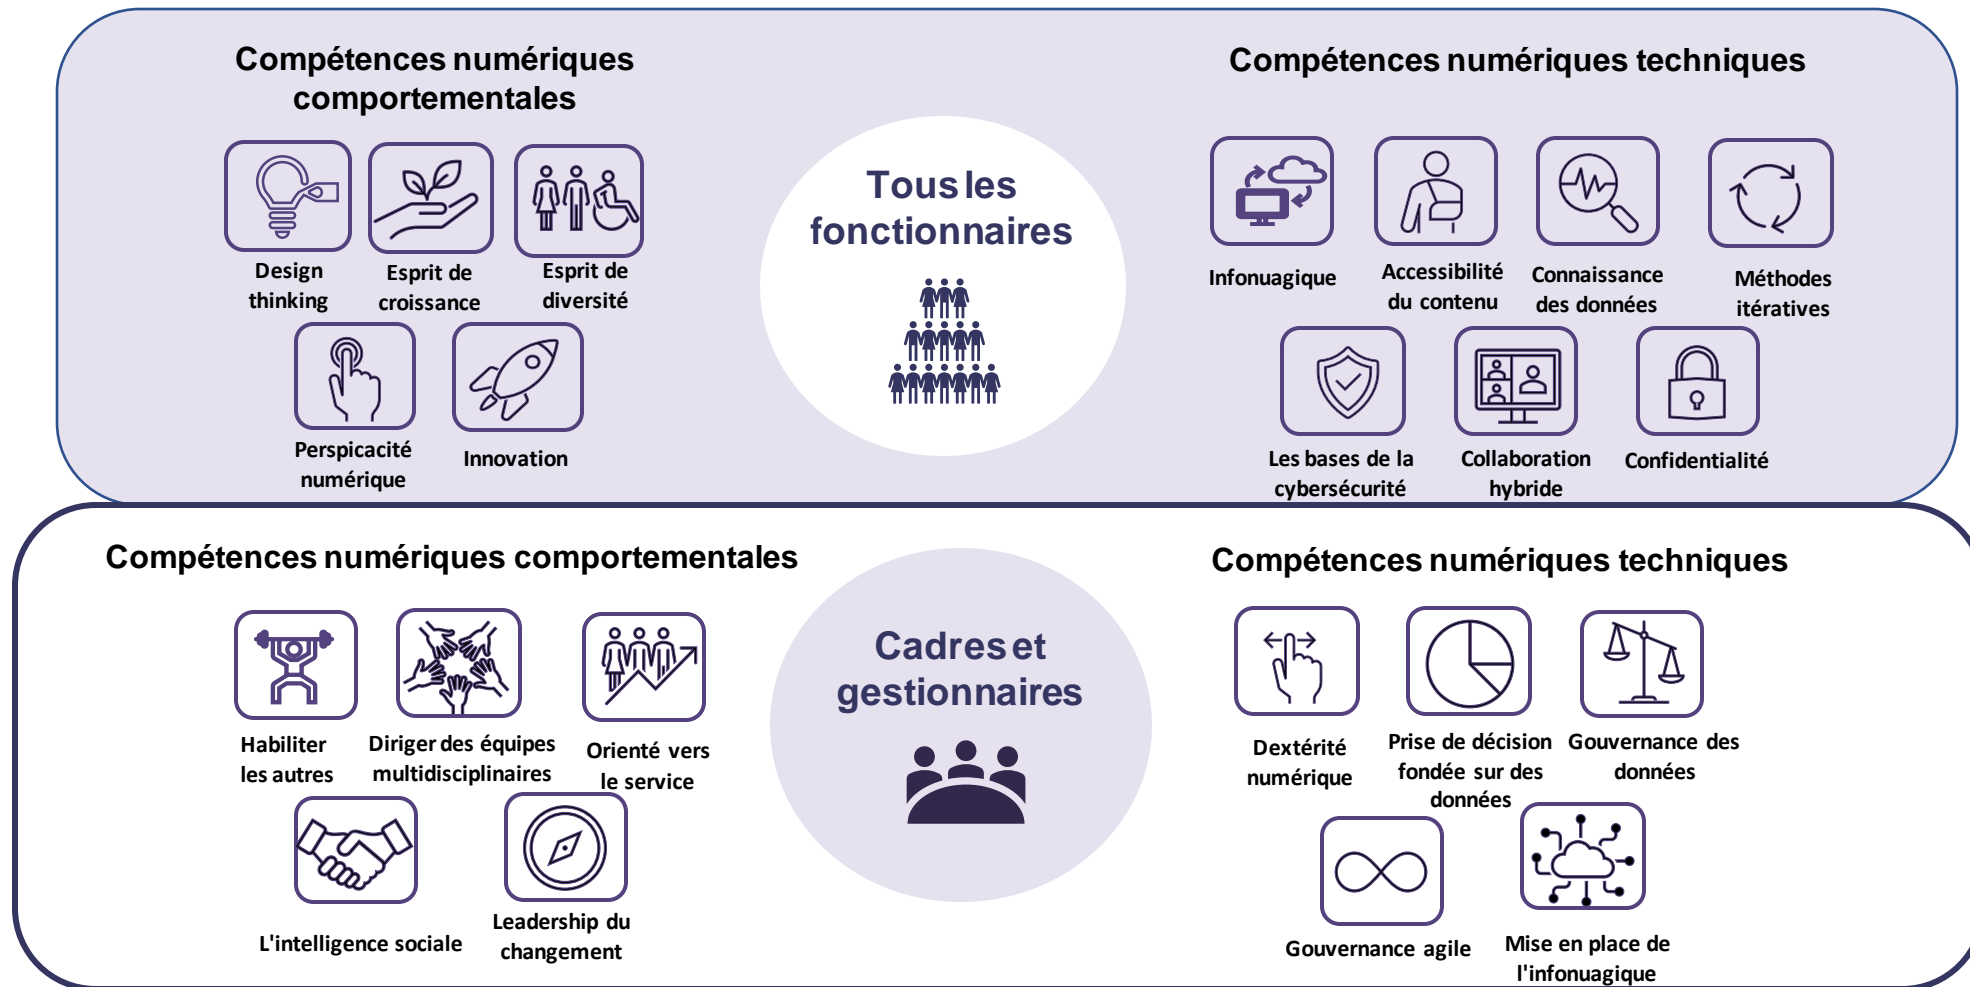 Compétences numériques
comportementales
Design
thinking
Esprit de
croissance
Esprit de
diversité
Perspicacité
numérique
Innovation
Tous les
fonctionnaires
Compétences numériques techniques
Infonuagique
Accessibilité
du contenu
Connaissance
des données
Méthodes
itératives
Les bases de la
cybersécurité
Collaboration
hybride
Confidentialité
Compétences numériques comportementales
Habiliter
les autres
Diriger des équipes
multidisciplinaires
Orienté vers
le service
L'intelligence sociale
Leadership du
changement
Cadres et
gestionnaires
Compétences numériques techniques
Dextérité
numérique
Prise de décision
fondée sur des
données
Gouvernance des
données
Gouvernance agile
Mise en place de
l'infonuagique